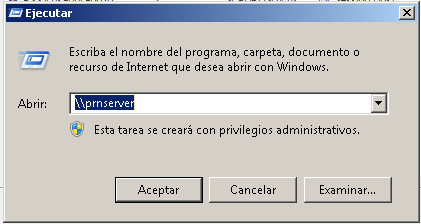 Ejecutar
Escriba el nombre del programa, carpeta, documento o
recurso de Internet que desea abrir con Windows.
Abrir: \\prnserver
Esta tarea se creará con privilegios administrativos.
Aceptar Cancelar Examinar...